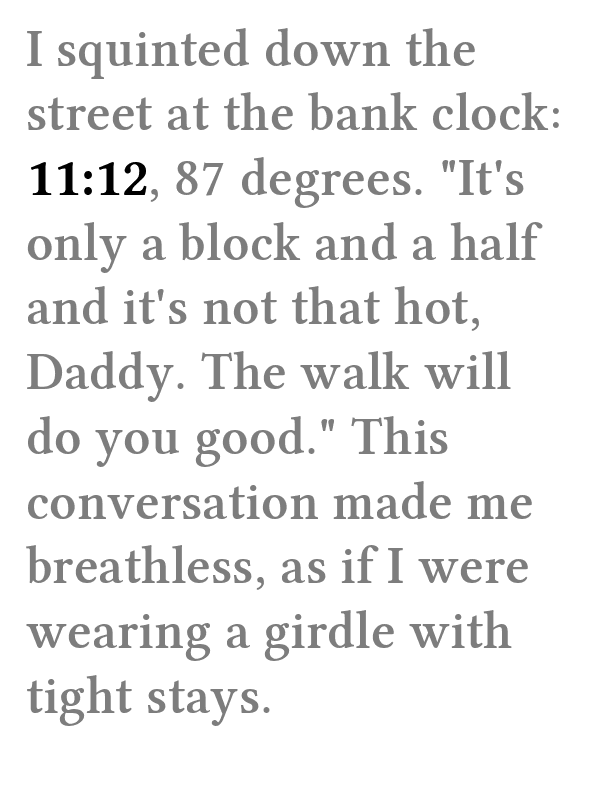 I squinted down the
street at the bank clock:
11:12, 87 degrees. "It's
only a block and a half
and it's not that hot,
Daddy. The walk will
do you good." This
conversation made me
breathless, as if I were
wearing a girdle with
tight stays.